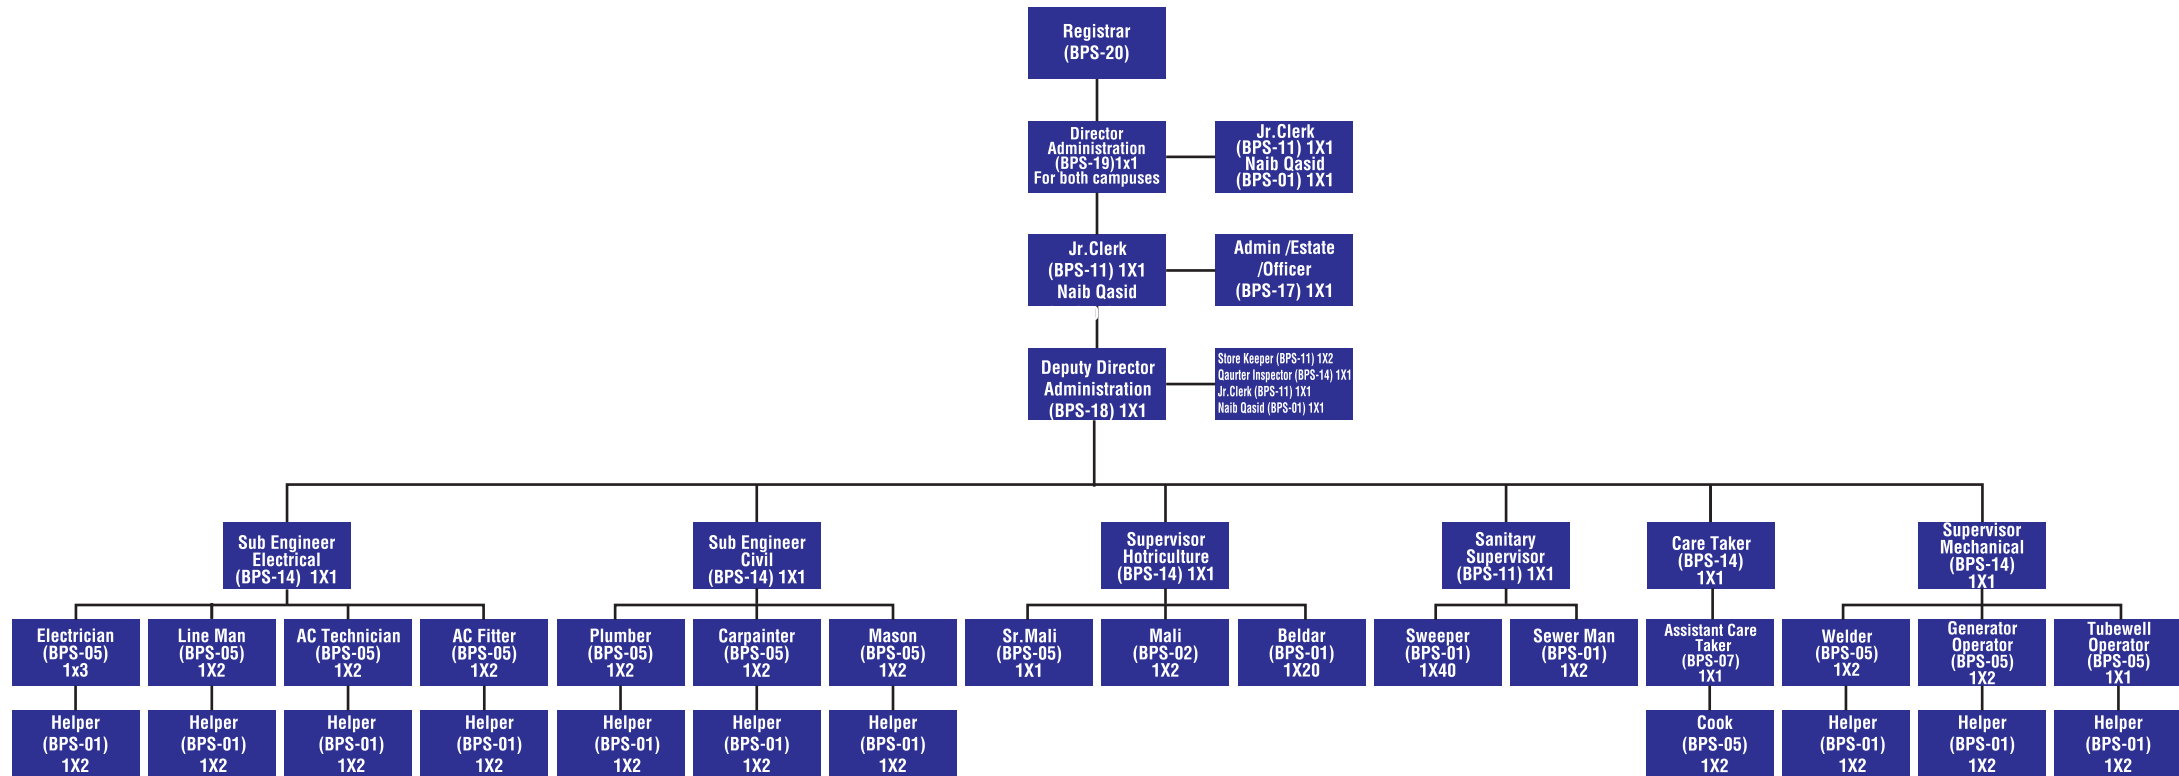 Registrar
(BPS-20)
Director
Administration
(BPS-19)1x1
For both campuses
Jr.Clerk
(BPS-11) 1X1
Naib Qasid
(BPS-01) 1X1
Jr.Clerk
(BPS-11) 1X1
Naib Qasid
Admin /Estate
/Officer
(BPS-17) 1X1
Deputy Director
Administration
(BPS-18) 1X1
Store Keeper (BPS-11) 1X2
Qaurter Inspector (BPS-14) 1X1
Jr.Clerk (BPS-11) 1X1
Naib Qasid (BPS-01) 1X1
Sub Engineer
Electrical
(BPS-14) 1X1
Sub Engineer
Civil
(BPS-14) 1X1
Supervisor
Hotriculture
(BPS-14) 1X1
Sanitary
Supervisor
(BPS-11) 1X1
Care Taker
(BPS-14)
1X1
Supervisor
Mechanical
(BPS-14)
1X1
Electrician
(BPS-05)
1x3
Line Man
(BPS-05)
1X2
AC Technician
(BPS-05)
1X2
AC Fitter
(BPS-05)
1X2
Plumber
(BPS-05)
1X2
Carpainter
(BPS-05)
1X2
Mason
(BPS-05)
1X2
Sr.Mali
(BPS-05)
1X1
Mali
(BPS-02)
1X2
Beldar
(BPS-01)
1X20
Sweeper
(BPS-01)
1X40
Sewer Man
(BPS-01)
1X2
Assistant Care
Taker
(BPS-07)
1X1
Welder
(BPS-05)
1X2
Generator
Operator
(BPS-05)
1X2
Tubewell
Operator
(BPS-05)
1X1
Helper
(BPS-01)
1X2
Helper
(BPS-01)
1X2
Helper
(BPS-01)
1X2
Helper
(BPS-01)
1X2
Helper
(BPS-01)
1X2
Helper
(BPS-01)
1X2
Helper
(BPS-01)
1X2
Cook
(BPS-05)
1X2
Helper
(BPS-01)
1X2
Helper
(BPS-01)
1X2
Helper
(BPS-01)
1X2